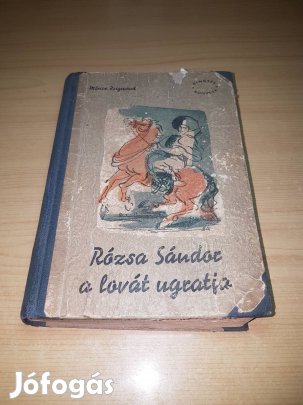 Móricz Zsigmond
Rózsa Sándor
a lovát ugratja
Jófogás